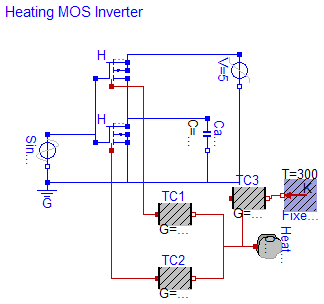 Heating MOS Inverter
H
V=5
H
Sin...
Ca...
C=...
G
TC3
T=300
K
G=...
Fixe...
TC1
G=...
Heat...
TC2
G=...